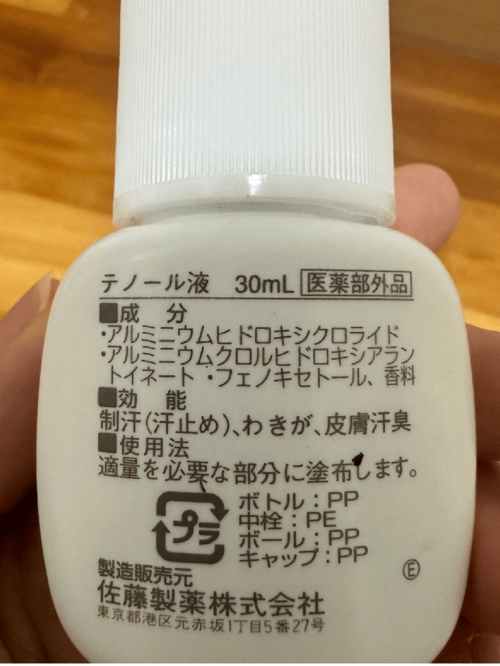 テノール液 30mL 医薬部外品
■成 分
・アルミニウムヒドロキシクロライド
・アルミニウムクロルヒドロキシアラン
トイネート・フェノキセトール、香料
■効 能
制汗(汗止め)、わきが、皮膚汗臭
■使用法
適量を必要な部分に塗布します。
プラ
ボトル:PP
中栓:PE
ボール:PP
キャップ:PP
製造販売元
Ⓔ
佐藤製薬株式会社
東京都港区元赤坂1丁目5番27号